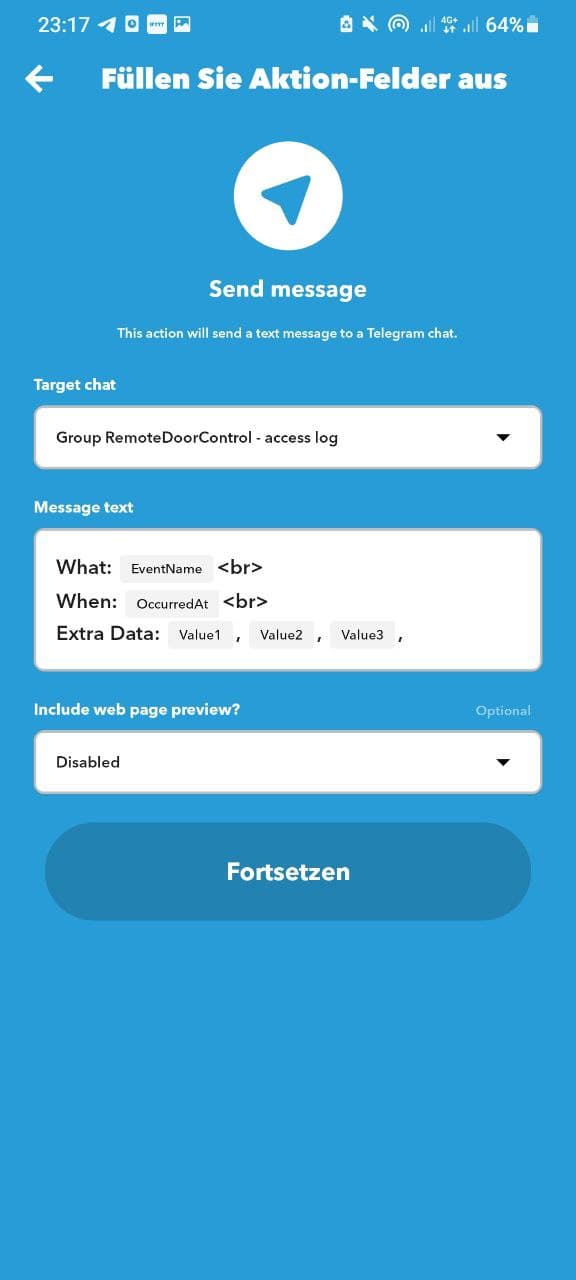 23:17 IFTTT 4G+ 64%
Füllen Sie Aktion-Felder aus
Send message
This action will send a text message to a Telegram chat.
Target chat
Group RemoteDoorControl - access log
Message text
What: EventName <br>
When: OccurredAt <br>
Extra Data: Value1 , Value2 , Value3 ,
Include web page preview? Optional
Disabled
Fortsetzen